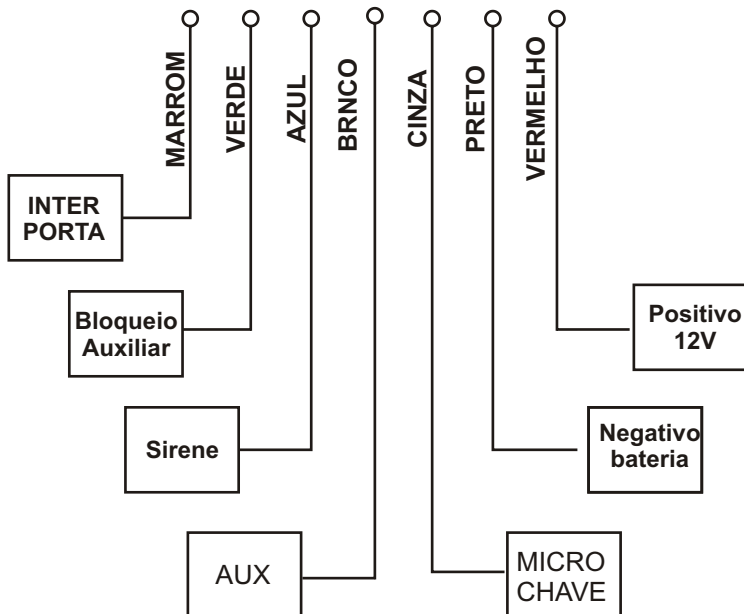 MARROM
VERDE
AZUL
BRNCO
CINZA
PRETO
VERMELHO
INTER
PORTA
Bloqueio
Auxiliar
Positivo
12V
Sirene
Negativo
bateria
AUX
MICRO
CHAVE